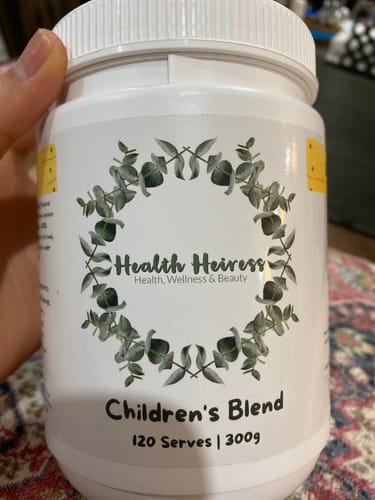 Health Heiress
Health, Wellness & Beauty
Children's Blend
120 Serves | 300g